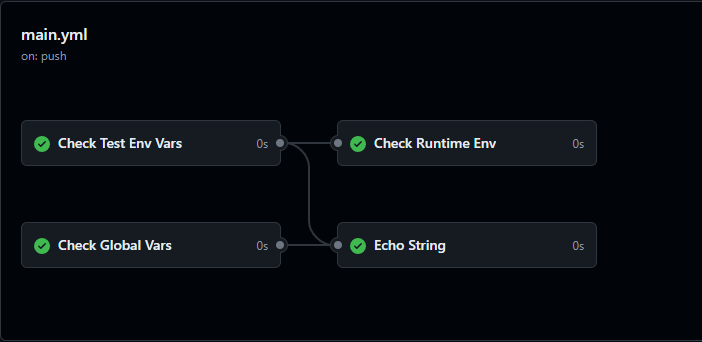 main.yml
on: push
Check Test Env Vars 0s
Check Runtime Env 0s
Check Global Vars 0s
Echo String 0s